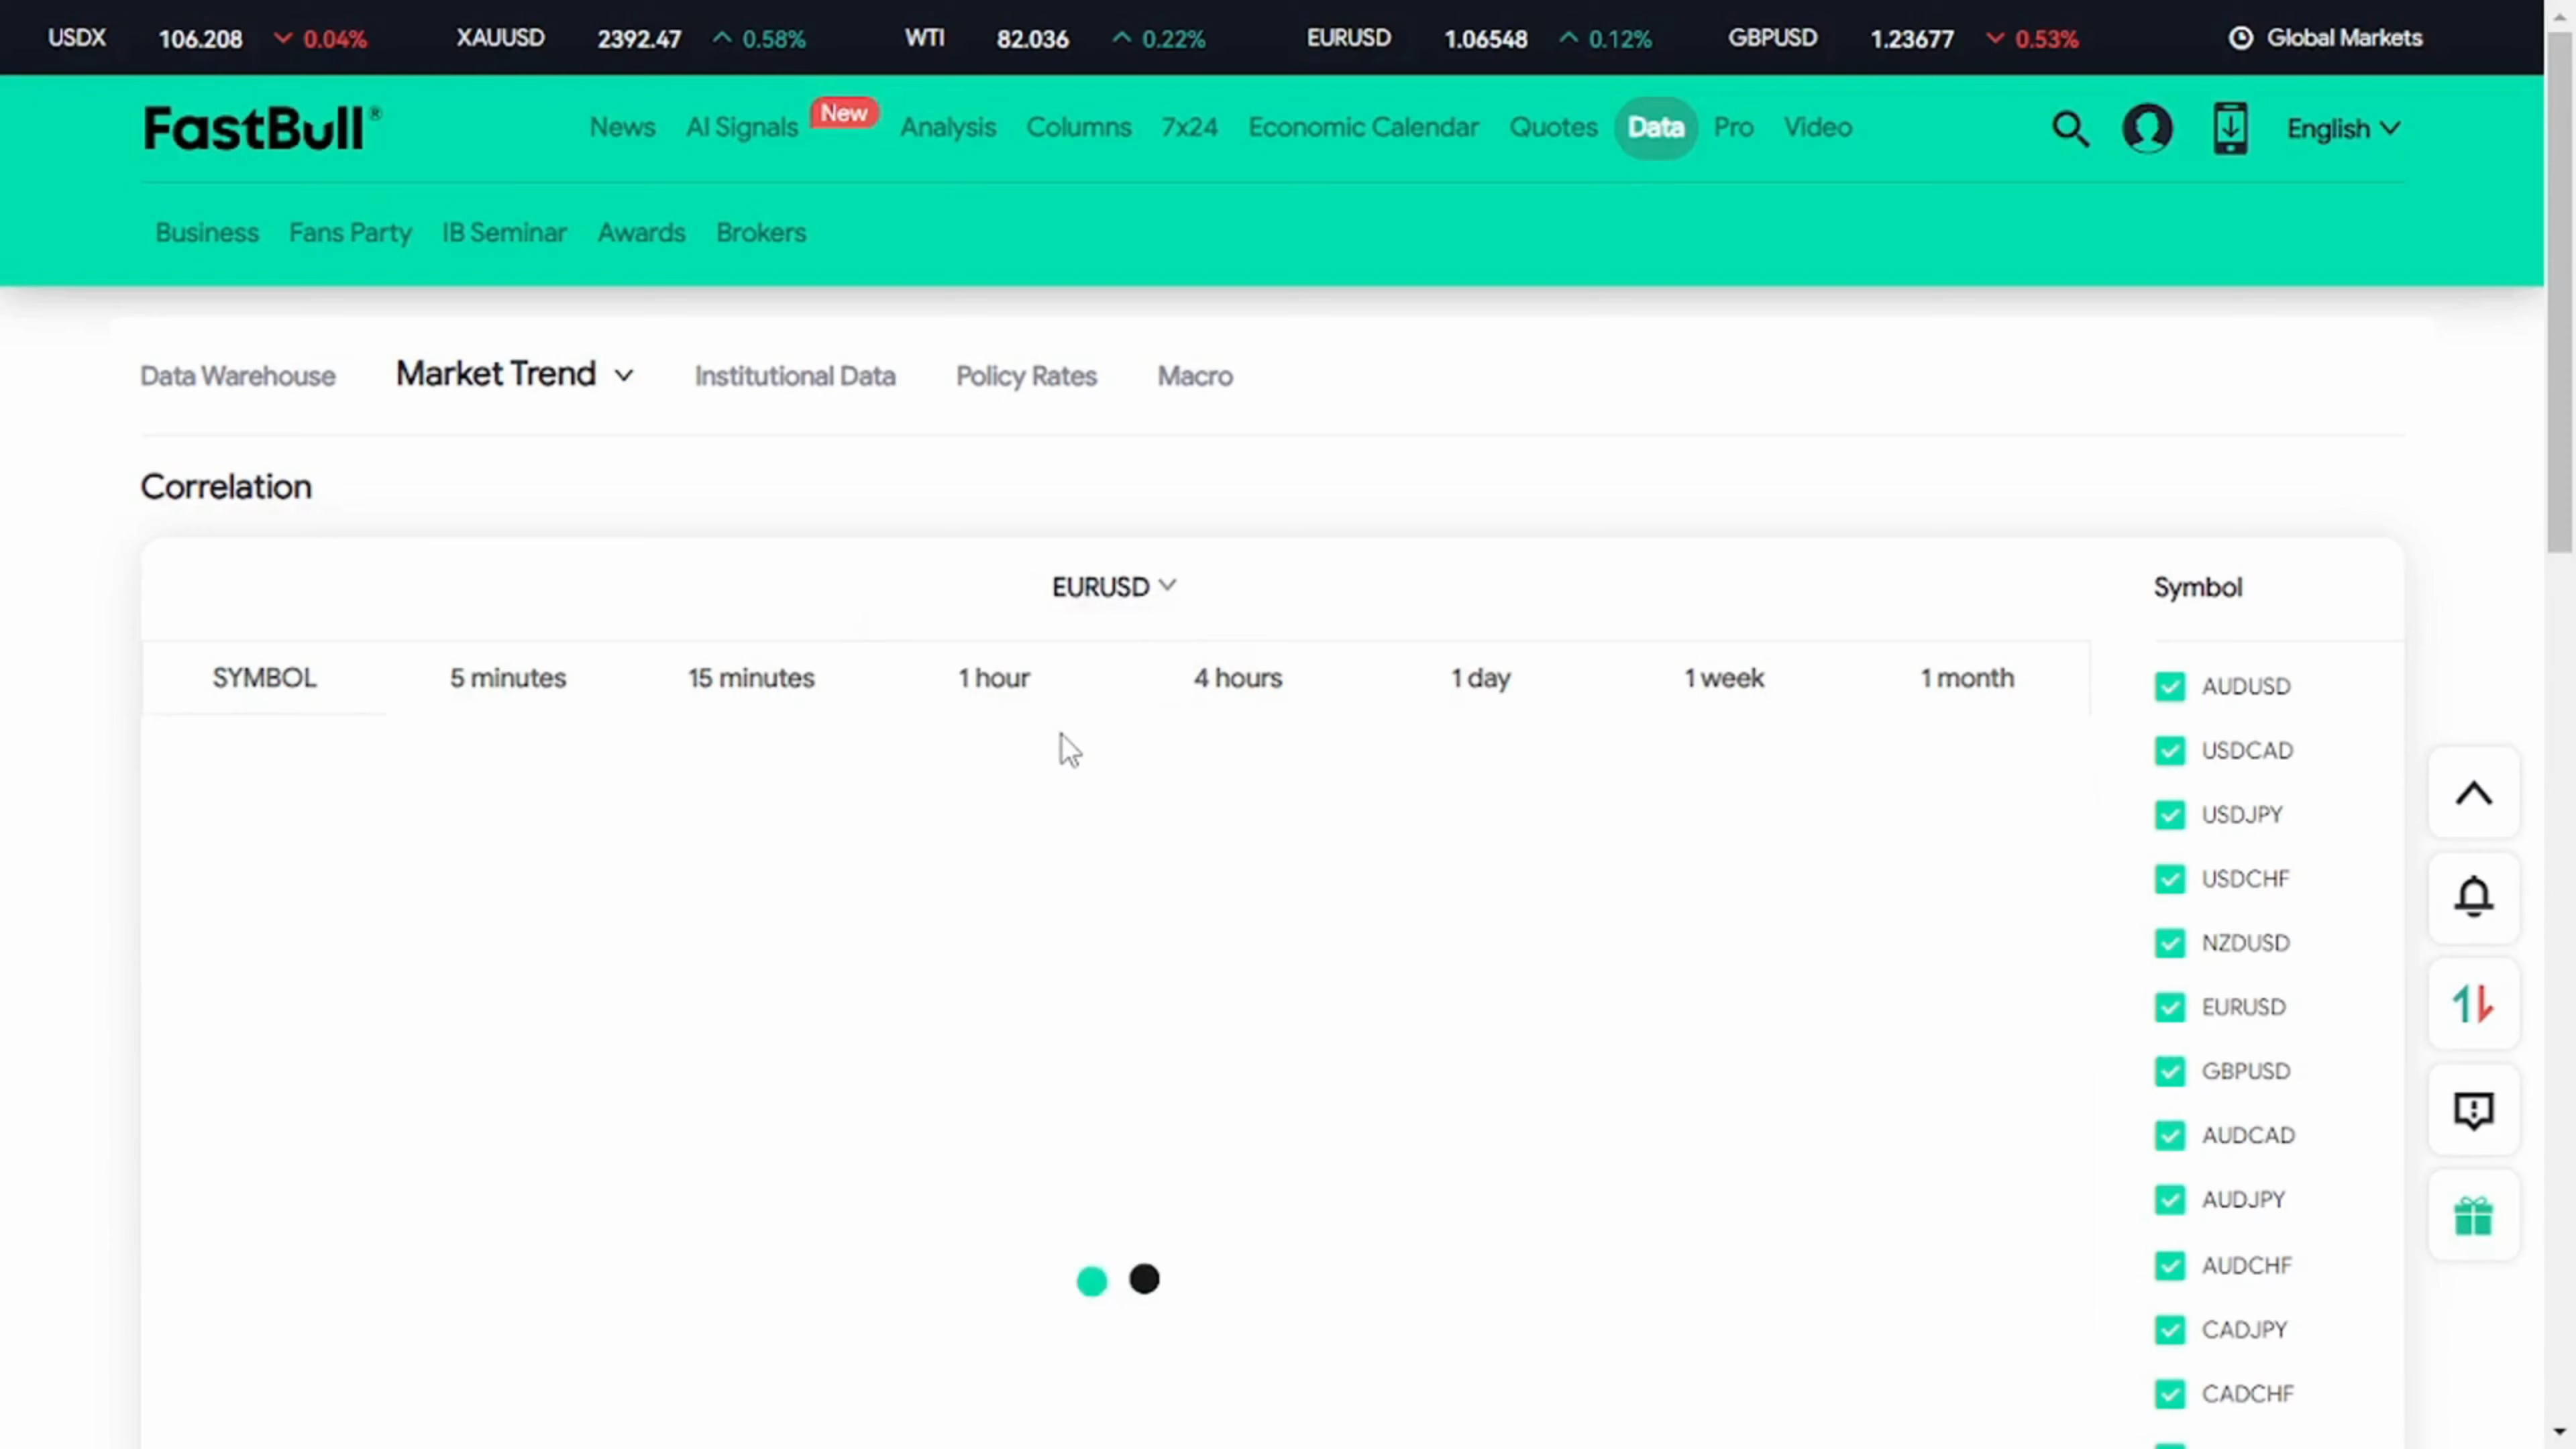 USDX 106.208 0.04% XAUUSD 2392.47 0.58% WTI 82.036 0.22% EURUSD 1.06548 0.12% GBPUSD 1.23677 0.53% Global Markets
FastBull® News AI Signals New Analysis Columns 7x24 Economic Calendar Quotes Data Pro Video English
Business Fans Party IB Seminar Awards Brokers
Data Warehouse Market Trend Institutional Data Policy Rates Macro
Correlation
EURUSD Symbol
SYMBOL 5 minutes 15 minutes 1 hour 4 hours 1 day 1 week 1 month
AUDUSD
USDCAD
USDJPY
USDCHF
NZDUSD
EURUSD
GBPUSD
AUDCAD
AUDJPY
AUDCHF
CADJPY
CADCHF